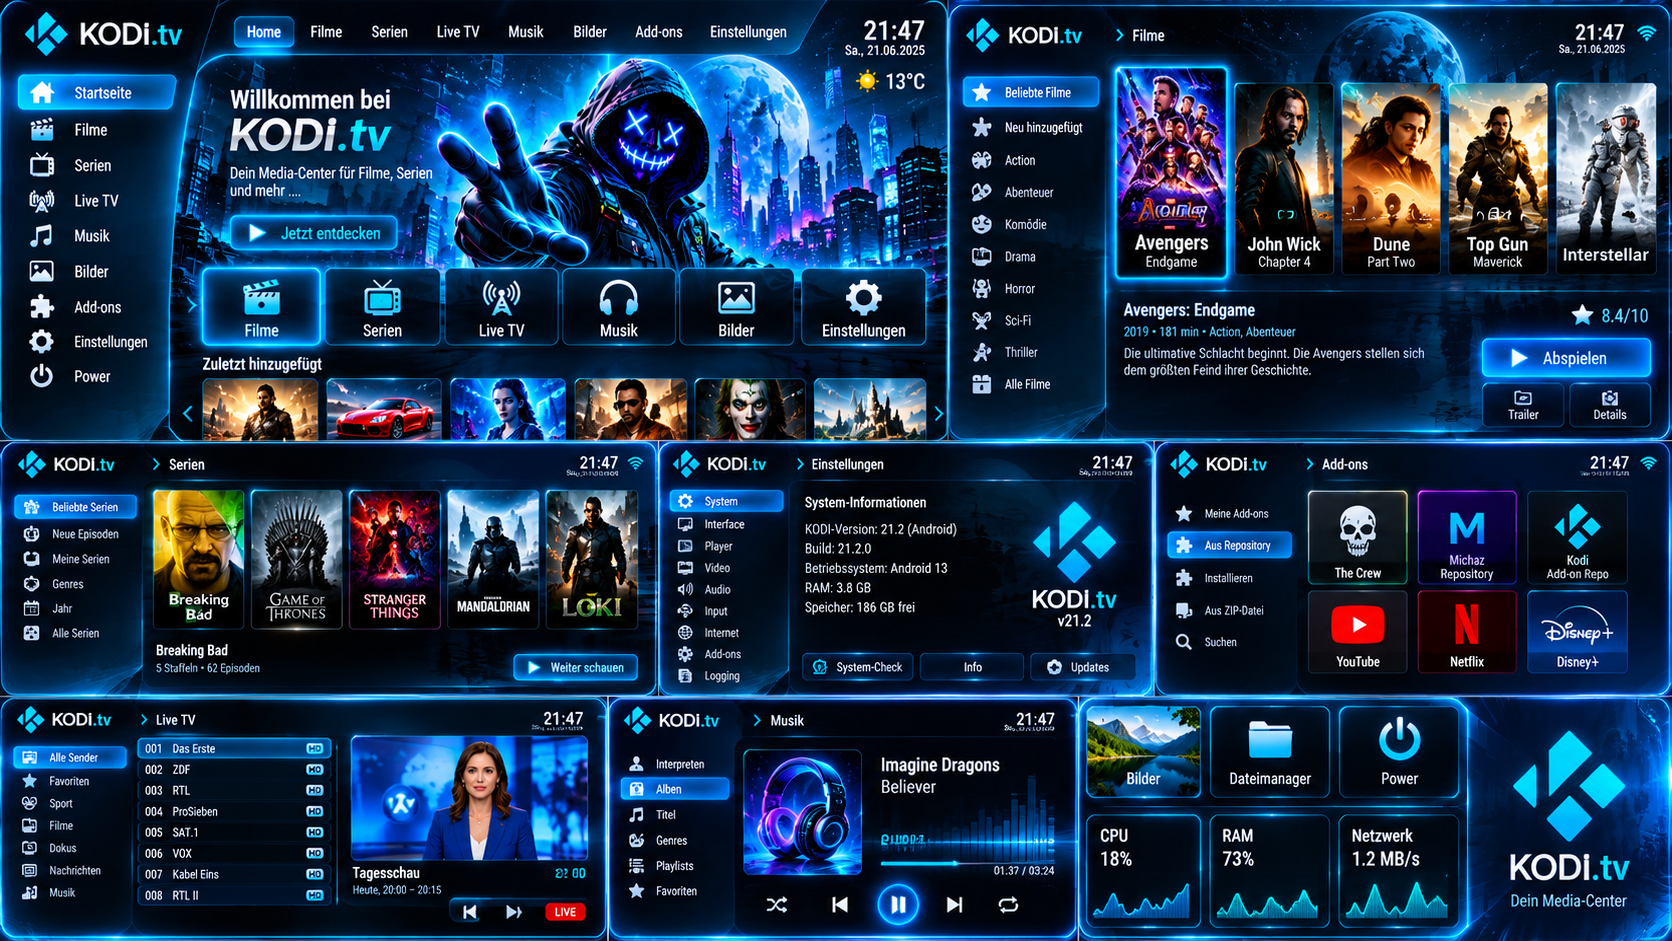 KODi.tv
Home
Filme
Serien
Live TV
Musik
Bilder
Add-ons
Einstellungen
21:47
Sa., 21.06.2025
13°C
Startseite
Filme
Serien
Live TV
Musik
Bilder
Add-ons
Einstellungen
Power
Willkommen bei
KODi.tv
Dein Media-Center für Filme, Serien
und mehr ....
Jetzt entdecken
Filme
Serien
Live TV
Musik
Bilder
Einstellungen
Zuletzt hinzugefügt
KODi.tv
Filme
21:47
Sa., 21.06.2025
Beliebte Filme
Neu hinzugefügt
Action
Abenteuer
Komödie
Drama
Horror
Sci-Fi
Thriller
Alle Filme
Avengers
Endgame
John Wick
Chapter 4
Dune
Part Two
Top Gun
Maverick
Interstellar
Avengers: Endgame
2019 • 181 min • Action, Abenteuer
Die ultimative Schlacht beginnt. Die Avengers stellen sich
dem größten Feind ihrer Geschichte.
8.4/10
Abspielen
Trailer
Details
KODi.tv
Serien
21:47
Beliebte Serien
Neue Episoden
Meine Serien
Genres
Jahr
Alle Serien
Breaking
Bad
GAME OF
THRONES
STRANGER
THINGS
MANDALORIAN
LOKI
Breaking Bad
5 Staffeln • 62 Episoden
Weiter schauen
KODi.tv
Einstellungen
21:47
System
Interface
Player
Video
Audio
Input
Internet
Add-ons
Logging
System-Informationen
KODI-Version: 21.2 (Android)
Build: 21.2.0
Betriebssystem: Android 13
RAM: 3.8 GB
Speicher: 186 GB frei
KODi.tv
v21.2
System-Check
Info
Updates
KODi.tv
Add-ons
21:47
Meine Add-ons
Aus Repository
Installieren
Aus ZIP-Datei
Suchen
The Crew
M
Michaz
Repository
Kodi
Add-on Repo
YouTube
N
Netflix
Disney+
Disney+
KODi.tv
Live TV
21:47
Alle Sender
Favoriten
Sport
Filme
Dokus
Nachrichten
Musik
001 Das Erste HD
002 ZDF HD
003 RTL HD
004 ProSieben HD
005 SAT.1 HD
006 VOX HD
007 Kabel Eins HD
008 RTL II HD
Tagesschau
Heute, 20:00 – 20:15
LIVE
KODi.tv
Musik
21:47
Interpreten
Alben
Titel
Genres
Playlists
Favoriten
Imagine Dragons
Believer
01:37 / 03:24
Bilder
Dateimanager
Power
CPU
18%
RAM
73%
Netzwerk
1.2 MB/s
KODi.tv
Dein Media-Center